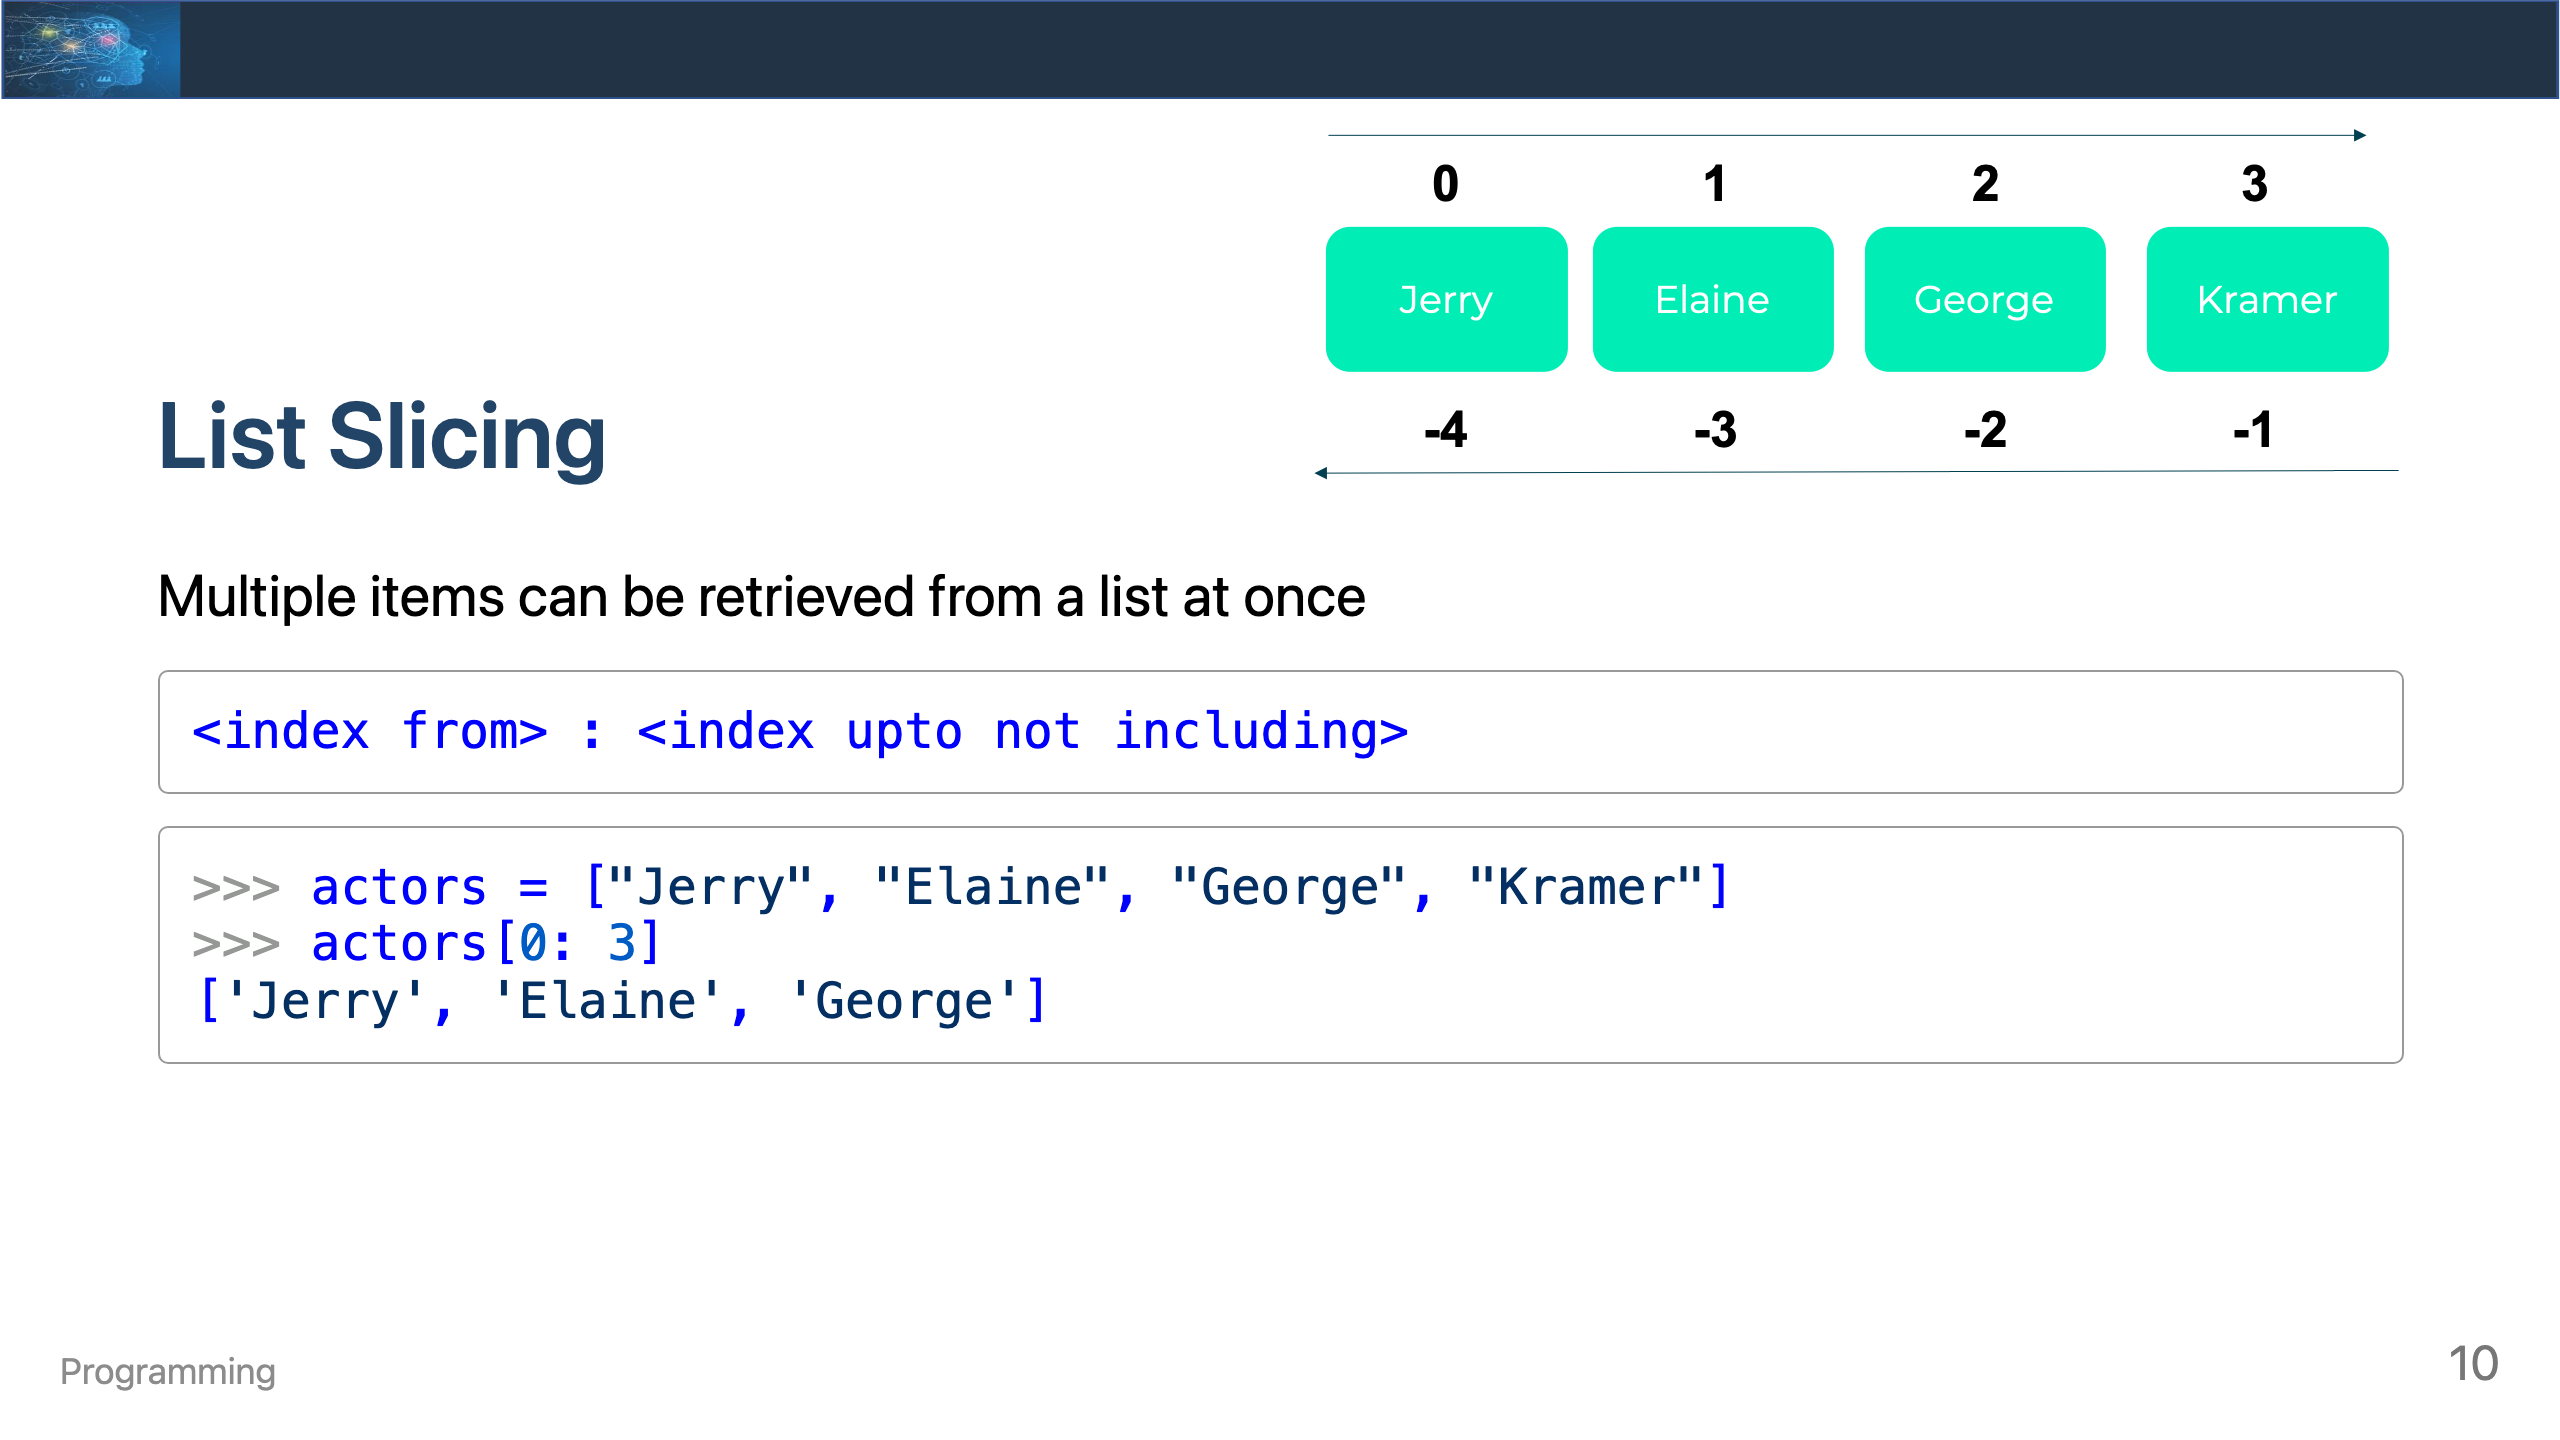 0 1 2 3
Jerry Elaine George Kramer
-4 -3 -2 -1
List Slicing
Multiple items can be retrieved from a list at once
<index from> : <index upto not including>
>>> actors = ["Jerry", "Elaine", "George", "Kramer"]
>>> actors[0: 3]
['Jerry', 'Elaine', 'George']
Programming
10